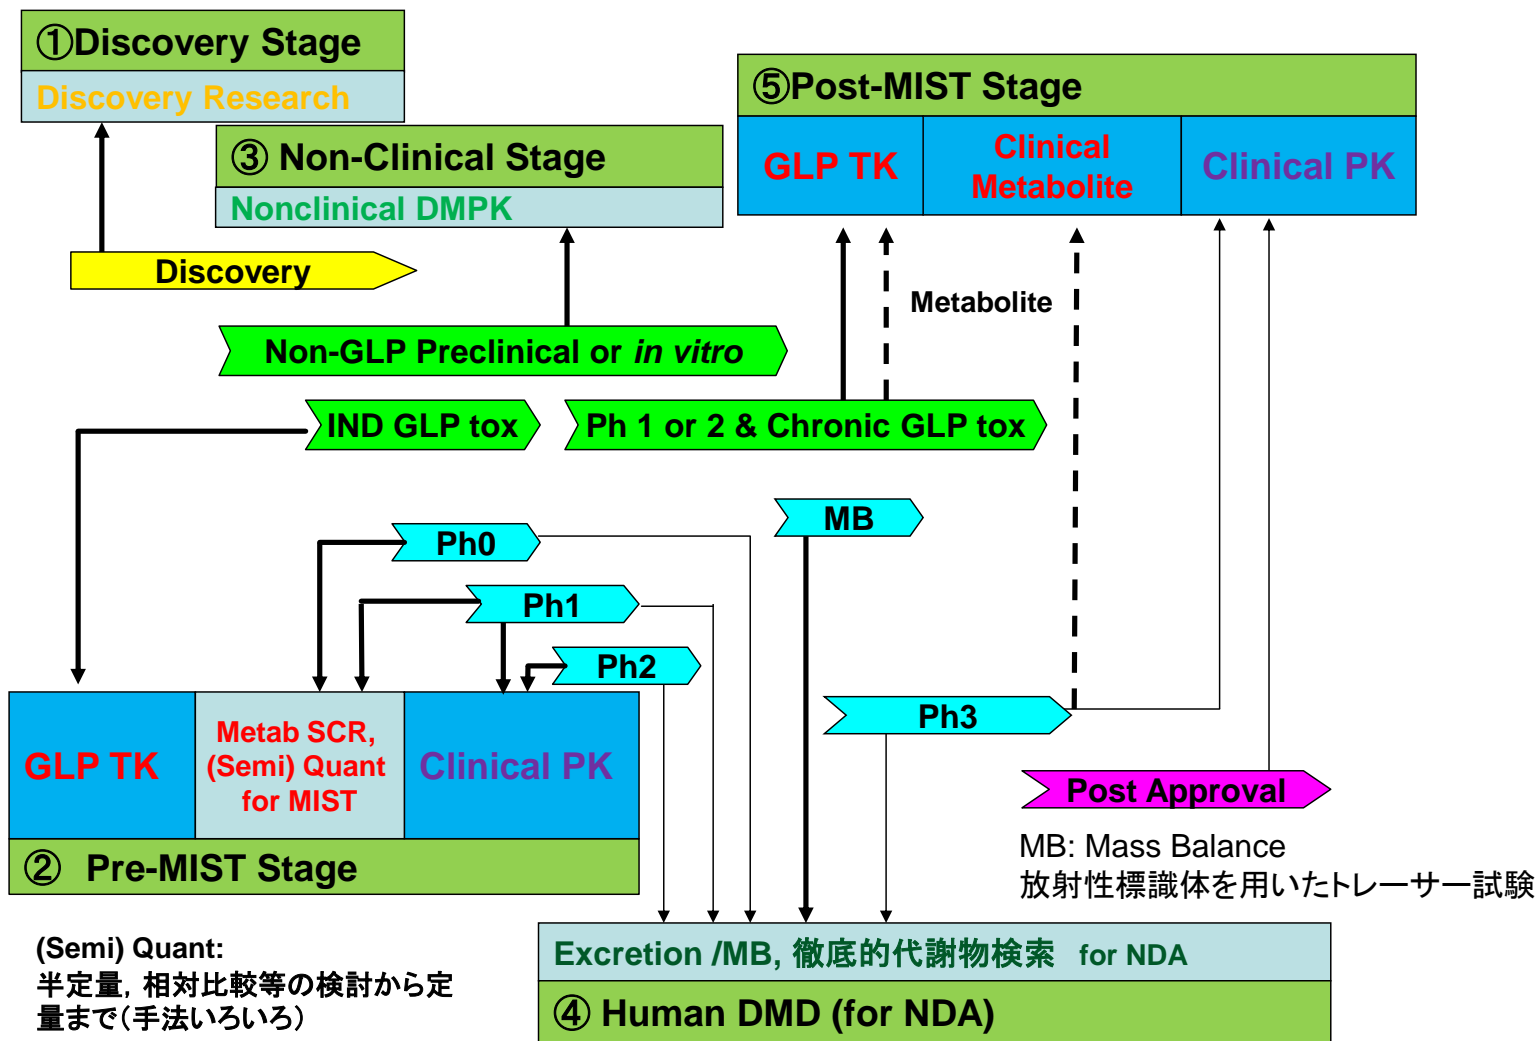 ①Discovery Stage
Discovery Research
⑤Post-MIST Stage
GLP TK
Clinical
Metabolite
Clinical PK
③ Non-Clinical Stage
Nonclinical DMPK
Discovery
Metabolite
Non-GLP Preclinical or in vitro
IND GLP tox
Ph 1 or 2 & Chronic GLP tox
MB
Ph0
Ph1
Ph2
Ph3
GLP TK
Metab SCR,
(Semi) Quant
for MIST
Clinical PK
② Pre-MIST Stage
Post Approval
MB: Mass Balance
放射性標識体を用いたトレーサー試験
(Semi) Quant:
半定量, 相対比較等の検討から定
量まで(手法いろいろ)
Excretion /MB, 徹底的代謝物検索 for NDA
④ Human DMD (for NDA)